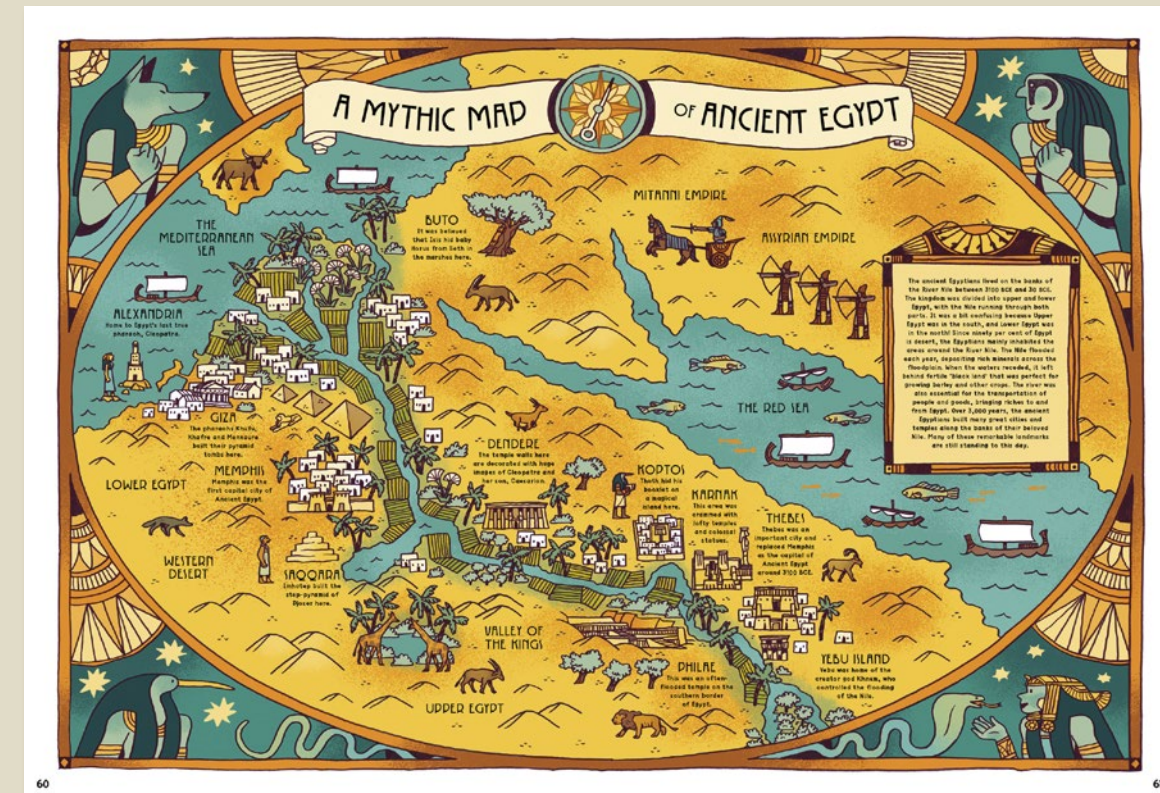 A MYTHIC MAP OF ANCIENT EGYPT
MITANNI EMPIRE
ASSYRIAN EMPIRE
THE
MEDITERRANEAN
SEA
BUTO
It was believed
that Isis hid baby
Horus from Seth in
the marshes here.
ALEXANDRIA
Home to Egypt's last true
pharaoh, Cleopatra.
The ancient Egyptians lived on the banks of
the River Nile between 3100 BCE and 30 BCE.
The kingdom was divided into upper and lower
Egypt, with the Nile running through both
parts. It was a bit confusing because Upper
Egypt was in the south, and Lower Egypt was
in the north! Since ninety per cent of Egypt
is desert, the Egyptians mainly inhabited the
areas around the River Nile. The Nile flooded
each year, depositing rich minerals across the
floodplain. When the waters receded, it left
behind fertile 'black land' that was perfect for
growing barley and other crops. The river was
also essential for the transportation of
people and goods, bringing riches to and
from Egypt. Over 3,000 years, the ancient
Egyptians built many great cities and
temples along the banks of their beloved
Nile. Many of these remarkable landmarks
are still standing to this day.
THE RED SEA
GIZA
The pharaohs Khufu,
Khafre and Menkaure
built their pyramid
tombs here.
MEMPHIS
Memphis was the
first capital city of
Ancient Egypt.
LOWER EGYPT
DENDERE
The temple walls here
are decorated with huge
images of Cleopatra and
her son, Caesarion.
KOPTOS
Thoth hid his
booklet on
a magical
island here.
KARNAK
This area was
crammed with
lofty temples
and colossal
statues.
THEBES
Thebes was an
important city and
replaced Memphis
as the capital of
Ancient Egypt
around 3100 BCE.
WESTERN
DESERT
SAQQARA
Imhotep built the
step-pyramid of
Djoser here.
VALLEY OF
THE KINGS
UPPER EGYPT
PHILAE
This was an often-
flooded temple on the
southern border
of Egypt.
YEBU ISLAND
Yebu was home of the
creator god Khnum, who
controlled the flooding
of the Nile.
60